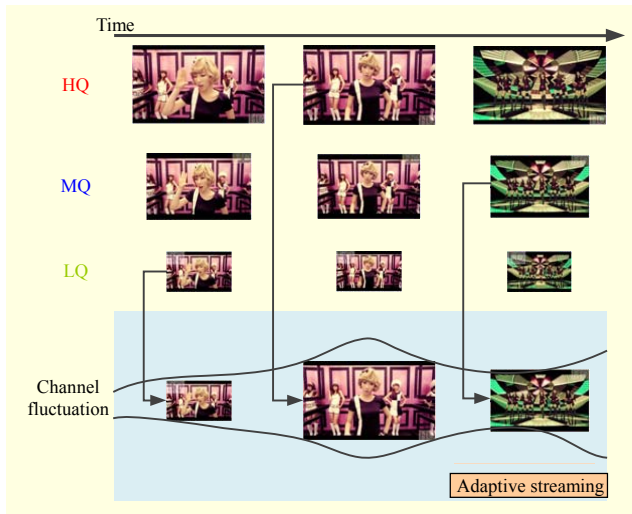 Time
HQ
MQ
LQ
Channel
fluctuation
Adaptive streaming